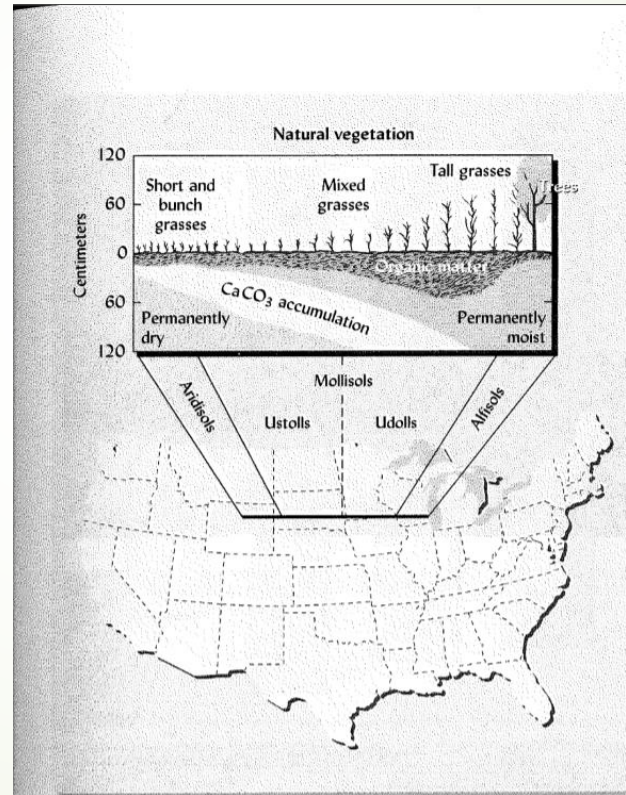 Natural vegetation
120
60
0
60
120
Centimeters
Short and
bunch
grasses
Mixed
grasses
Tall grasses
Trees
Organic matter
CaCO₃ accumulation
Permanently
dry
Permanently
moist
Mollisols
Aridisols
Ustolls
Udolls
Alfisols